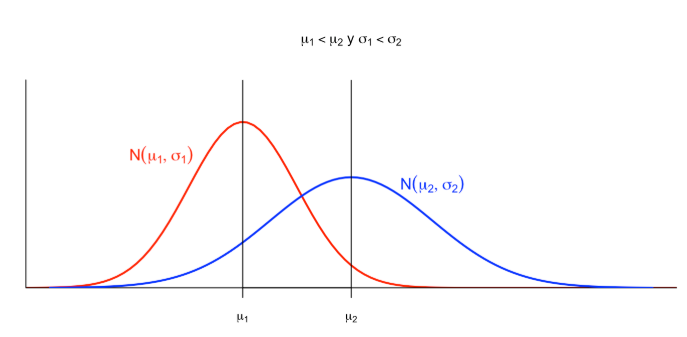 μ₁ < μ₂ y σ₁ < σ₂
N(μ₁, σ₁)
N(μ₂, σ₂)
μ₁
μ₂